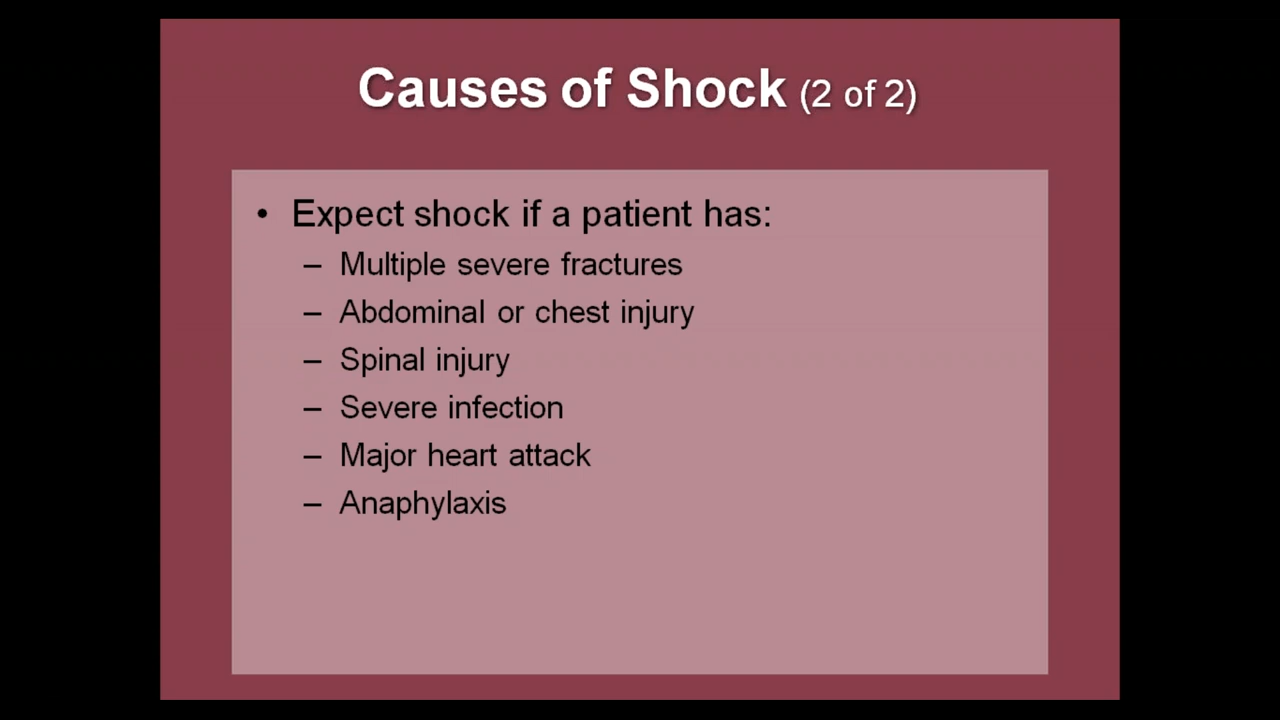 Causes of Shock (2 of 2)
• Expect shock if a patient has:
– Multiple severe fractures
– Abdominal or chest injury
– Spinal injury
– Severe infection
– Major heart attack
– Anaphylaxis